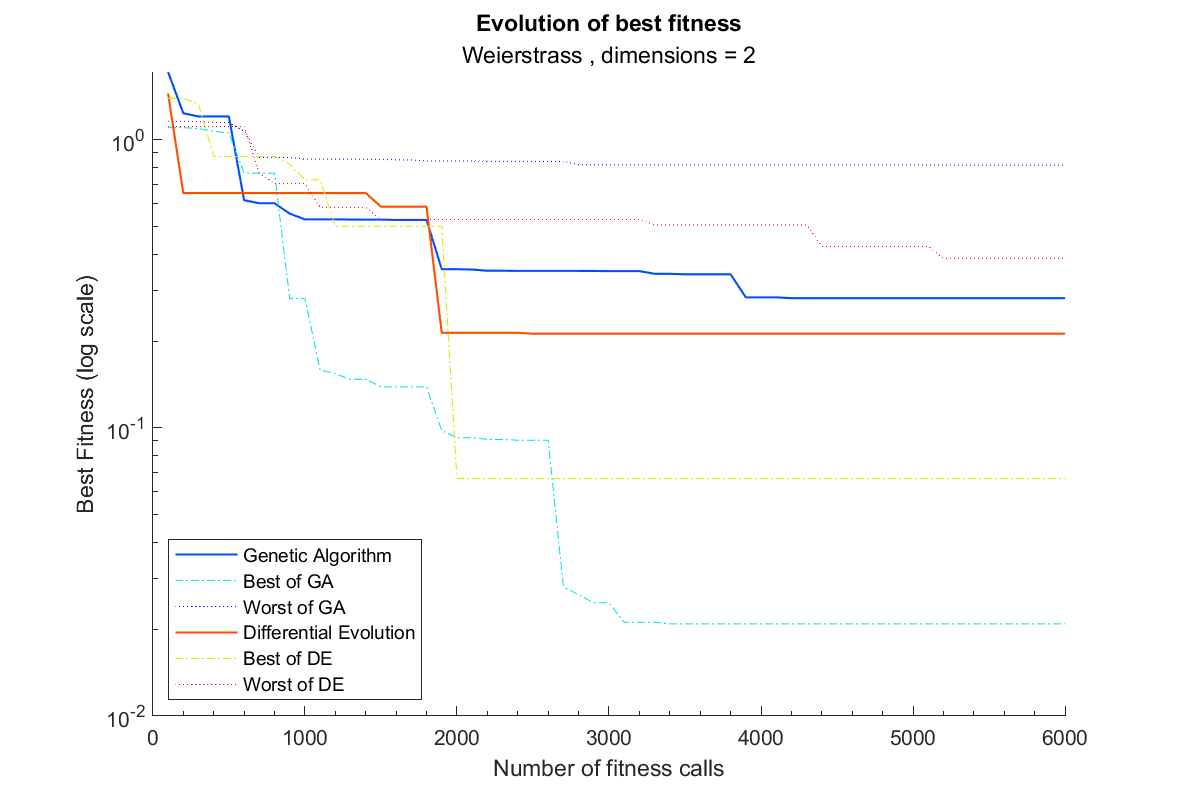 Evolution of best fitness
Weierstrass , dimensions = 2
Best Fitness (log scale)
10^0
10^-1
10^-2
Genetic Algorithm
Best of GA
Worst of GA
Differential Evolution
Best of DE
Worst of DE
0 1000 2000 3000 4000 5000 6000
Number of fitness calls